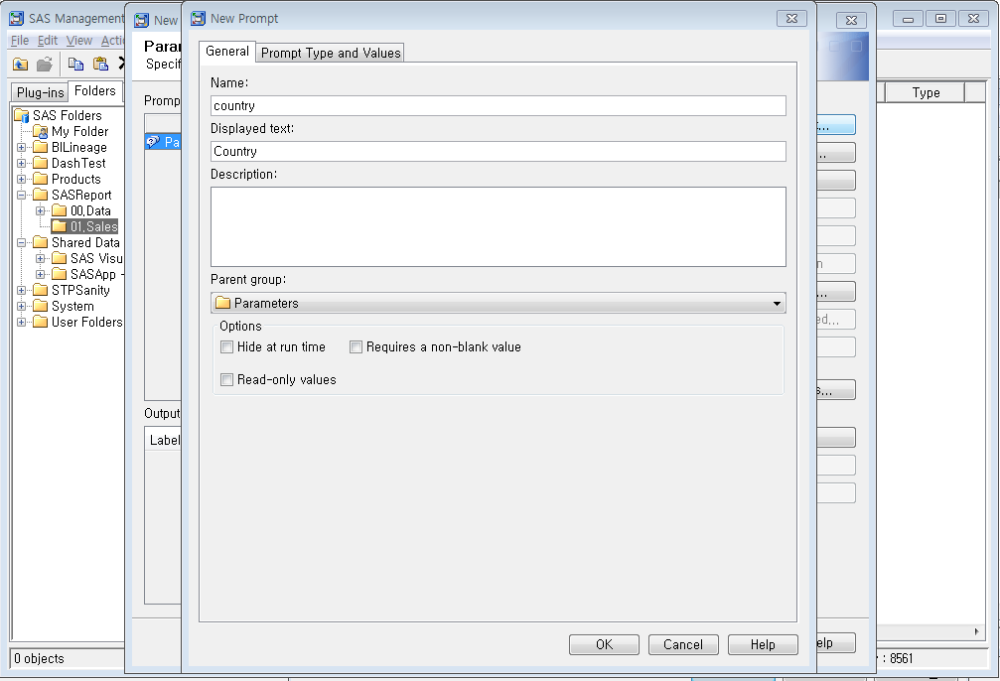 SAS Management
New
New Prompt
File Edit View Actio
Plug-ins Folders
SAS Folders
My Folder
BILineage
DashTest
Products
SASReport
00.Data
01.Sales
Shared Data
SAS Visu
SASApp -
STPSanity
System
User Folders
0 objects
Para
Specif
Promp
Pa
Output
Label
General Prompt Type and Values
Name:
country
Displayed text:
Country
Description:
Parent group:
Parameters
Options
Hide at run time Requires a non-blank value
Read-only values
OK Cancel Help
Type
...
n
...
ed...
s...
elp
: 8561